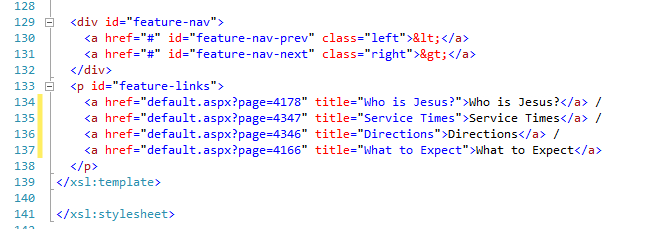 128
129 <div id="feature-nav">
130 <a href="#" id="feature-nav-prev" class="left">&lt;</a>
131 <a href="#" id="feature-nav-next" class="right">&gt;</a>
132 </div>
133 <p id="feature-links">
134 <a href="default.aspx?page=4178" title="Who is Jesus?">Who is Jesus?</a> /
135 <a href="default.aspx?page=4347" title="Service Times">Service Times</a> /
136 <a href="default.aspx?page=4346" title="Directions">Directions</a> /
137 <a href="default.aspx?page=4166" title="What to Expect">What to Expect</a>
138 </p>
139 </xsl:template>
140
141 </xsl:stylesheet>